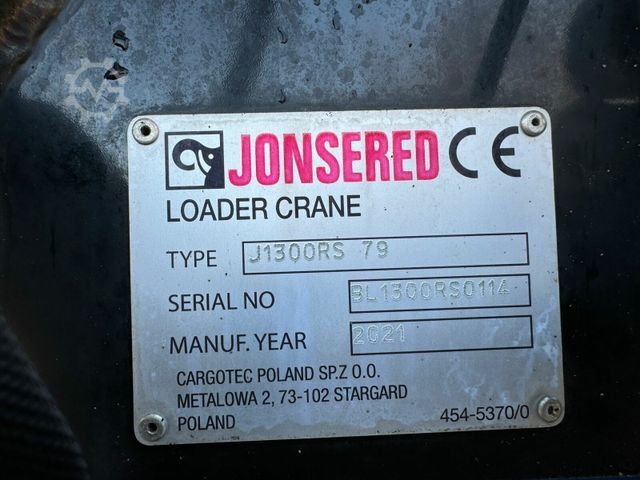 JONSERED CE
LOADER CRANE
TYPE J1300RS 79
SERIAL NO BL1300RS0114
MANUF. YEAR 2021
CARGOTEC POLAND SP.Z O.O.
METALOWA 2, 73-102 STARGARD
POLAND 454-5370/0